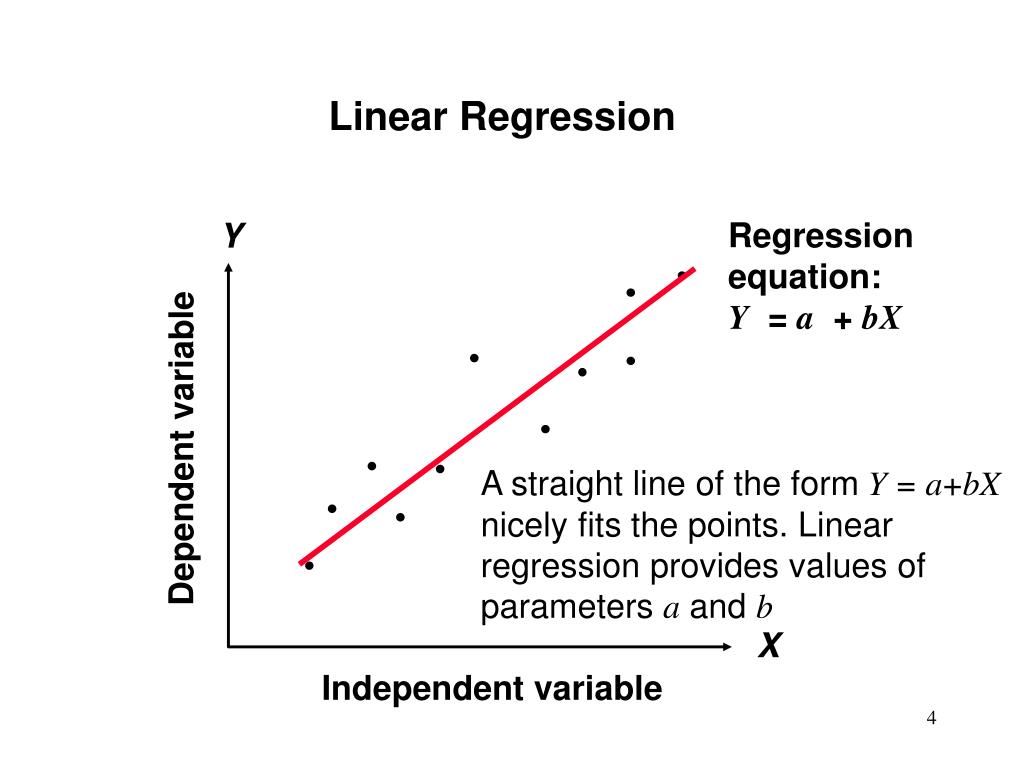 Linear Regression
Y
Regression
equation:
Y = a + bX
Dependent variable
A straight line of the form Y = a+bX
nicely fits the points. Linear
regression provides values of
parameters a and b
X
Independent variable
4